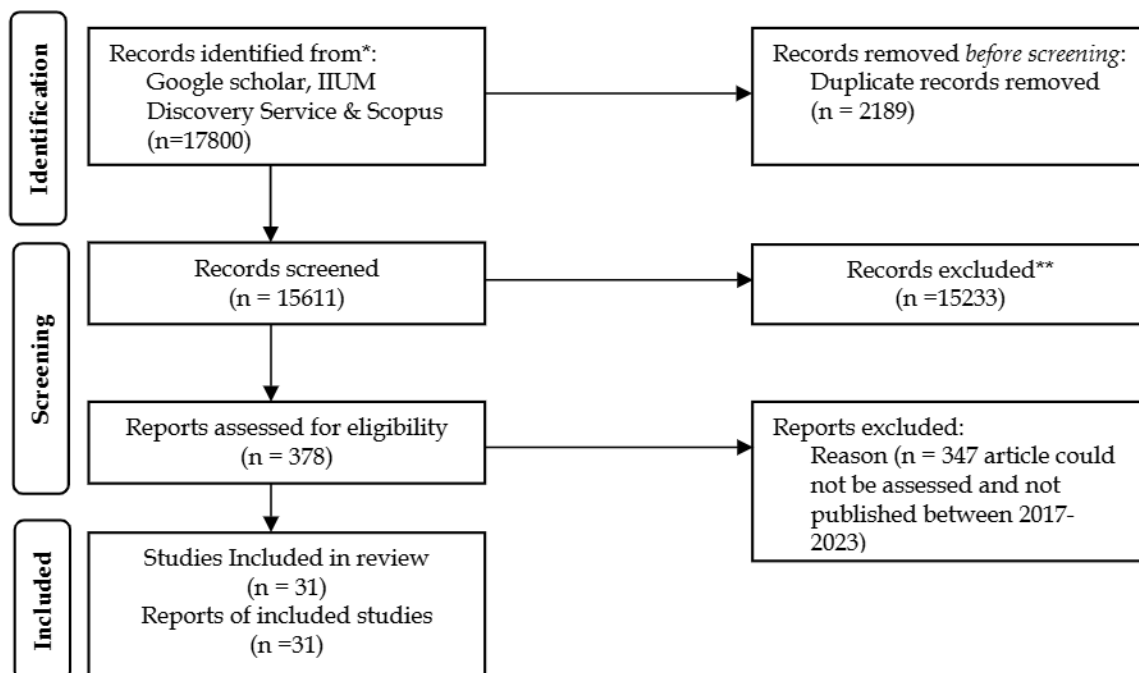 Identification
Records identified from*:
Google scholar, IIUM
Discovery Service & Scopus
(n=17800)
Records removed before screening:
Duplicate records removed
(n = 2189)
Screening
Records screened
(n = 15611)
Records excluded**
(n =15233)
Reports assessed for eligibility
(n = 378)
Reports excluded:
Reason (n = 347 article could
not be assessed and not
published between 2017-
2023)
Included
Studies Included in review
(n = 31)
Reports of included studies
(n =31)